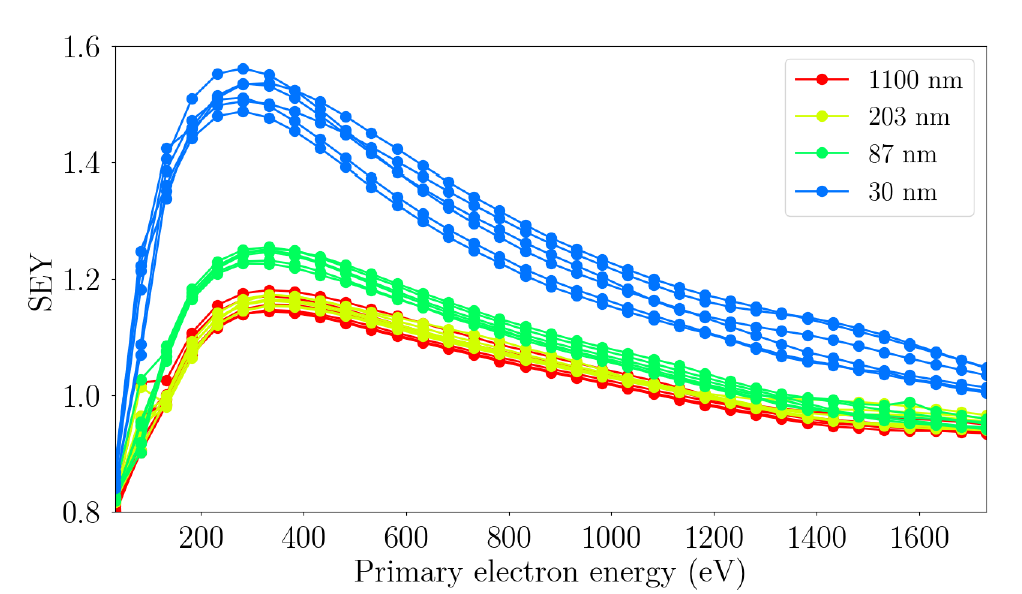 1.6
1.4
1.2
1.0
0.8
SEY
1100 nm
203 nm
87 nm
30 nm
200 400 600 800 1000 1200 1400 1600
Primary electron energy (eV)